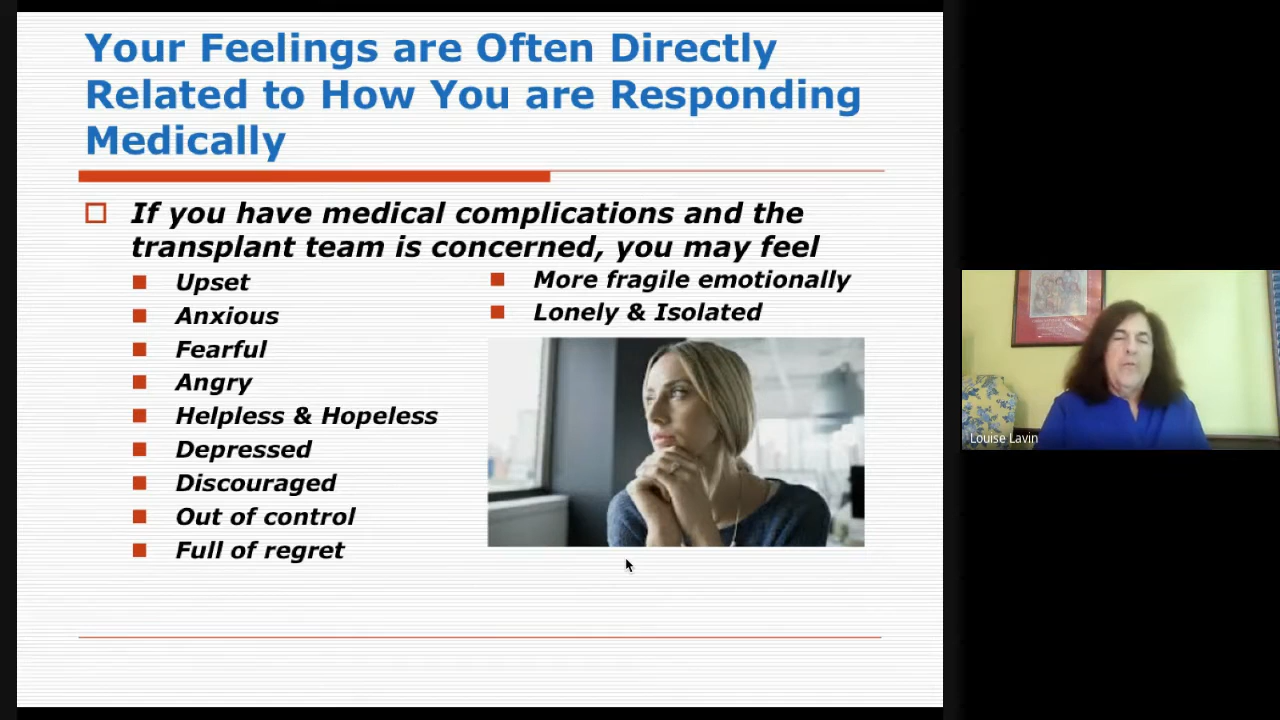 Your Feelings are Often Directly
Related to How You are Responding
Medically
If you have medical complications and the
transplant team is concerned, you may feel
Upset
Anxious
Fearful
Angry
Helpless & Hopeless
Depressed
Discouraged
Out of control
Full of regret
More fragile emotionally
Lonely & Isolated
Louise Lavin